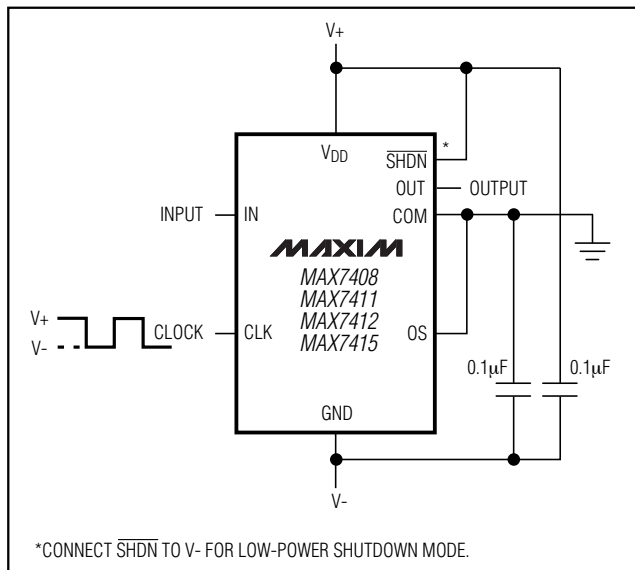 V+
VDD
SHDN
*
OUT
OUTPUT
COM
INPUT
IN
MAXIM
MAX7408
MAX7411
MAX7412
MAX7415
V+
V-
CLOCK
CLK
OS
0.1μF
0.1μF
GND
V-
*CONNECT SHDN TO V- FOR LOW-POWER SHUTDOWN MODE.